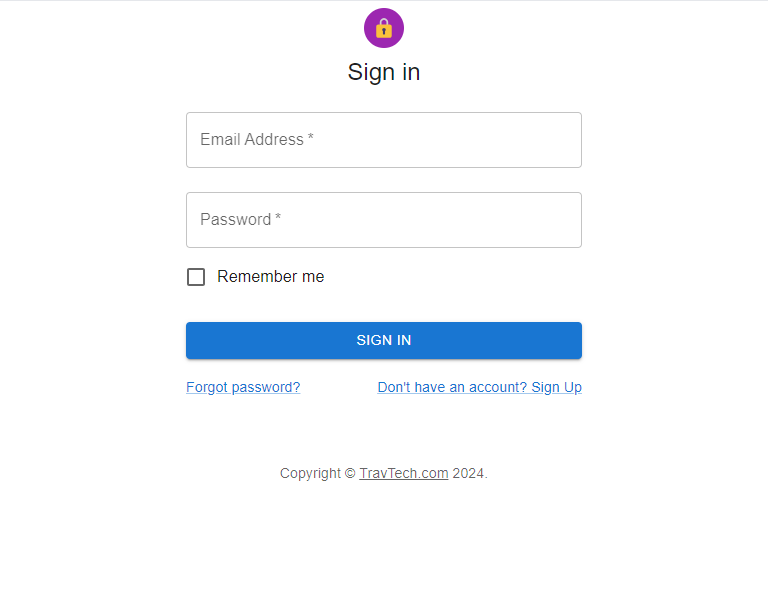 Sign in
Email Address *
Password *
Remember me
SIGN IN
Forgot password? Don't have an account? Sign Up
Copyright © TravTech.com 2024.